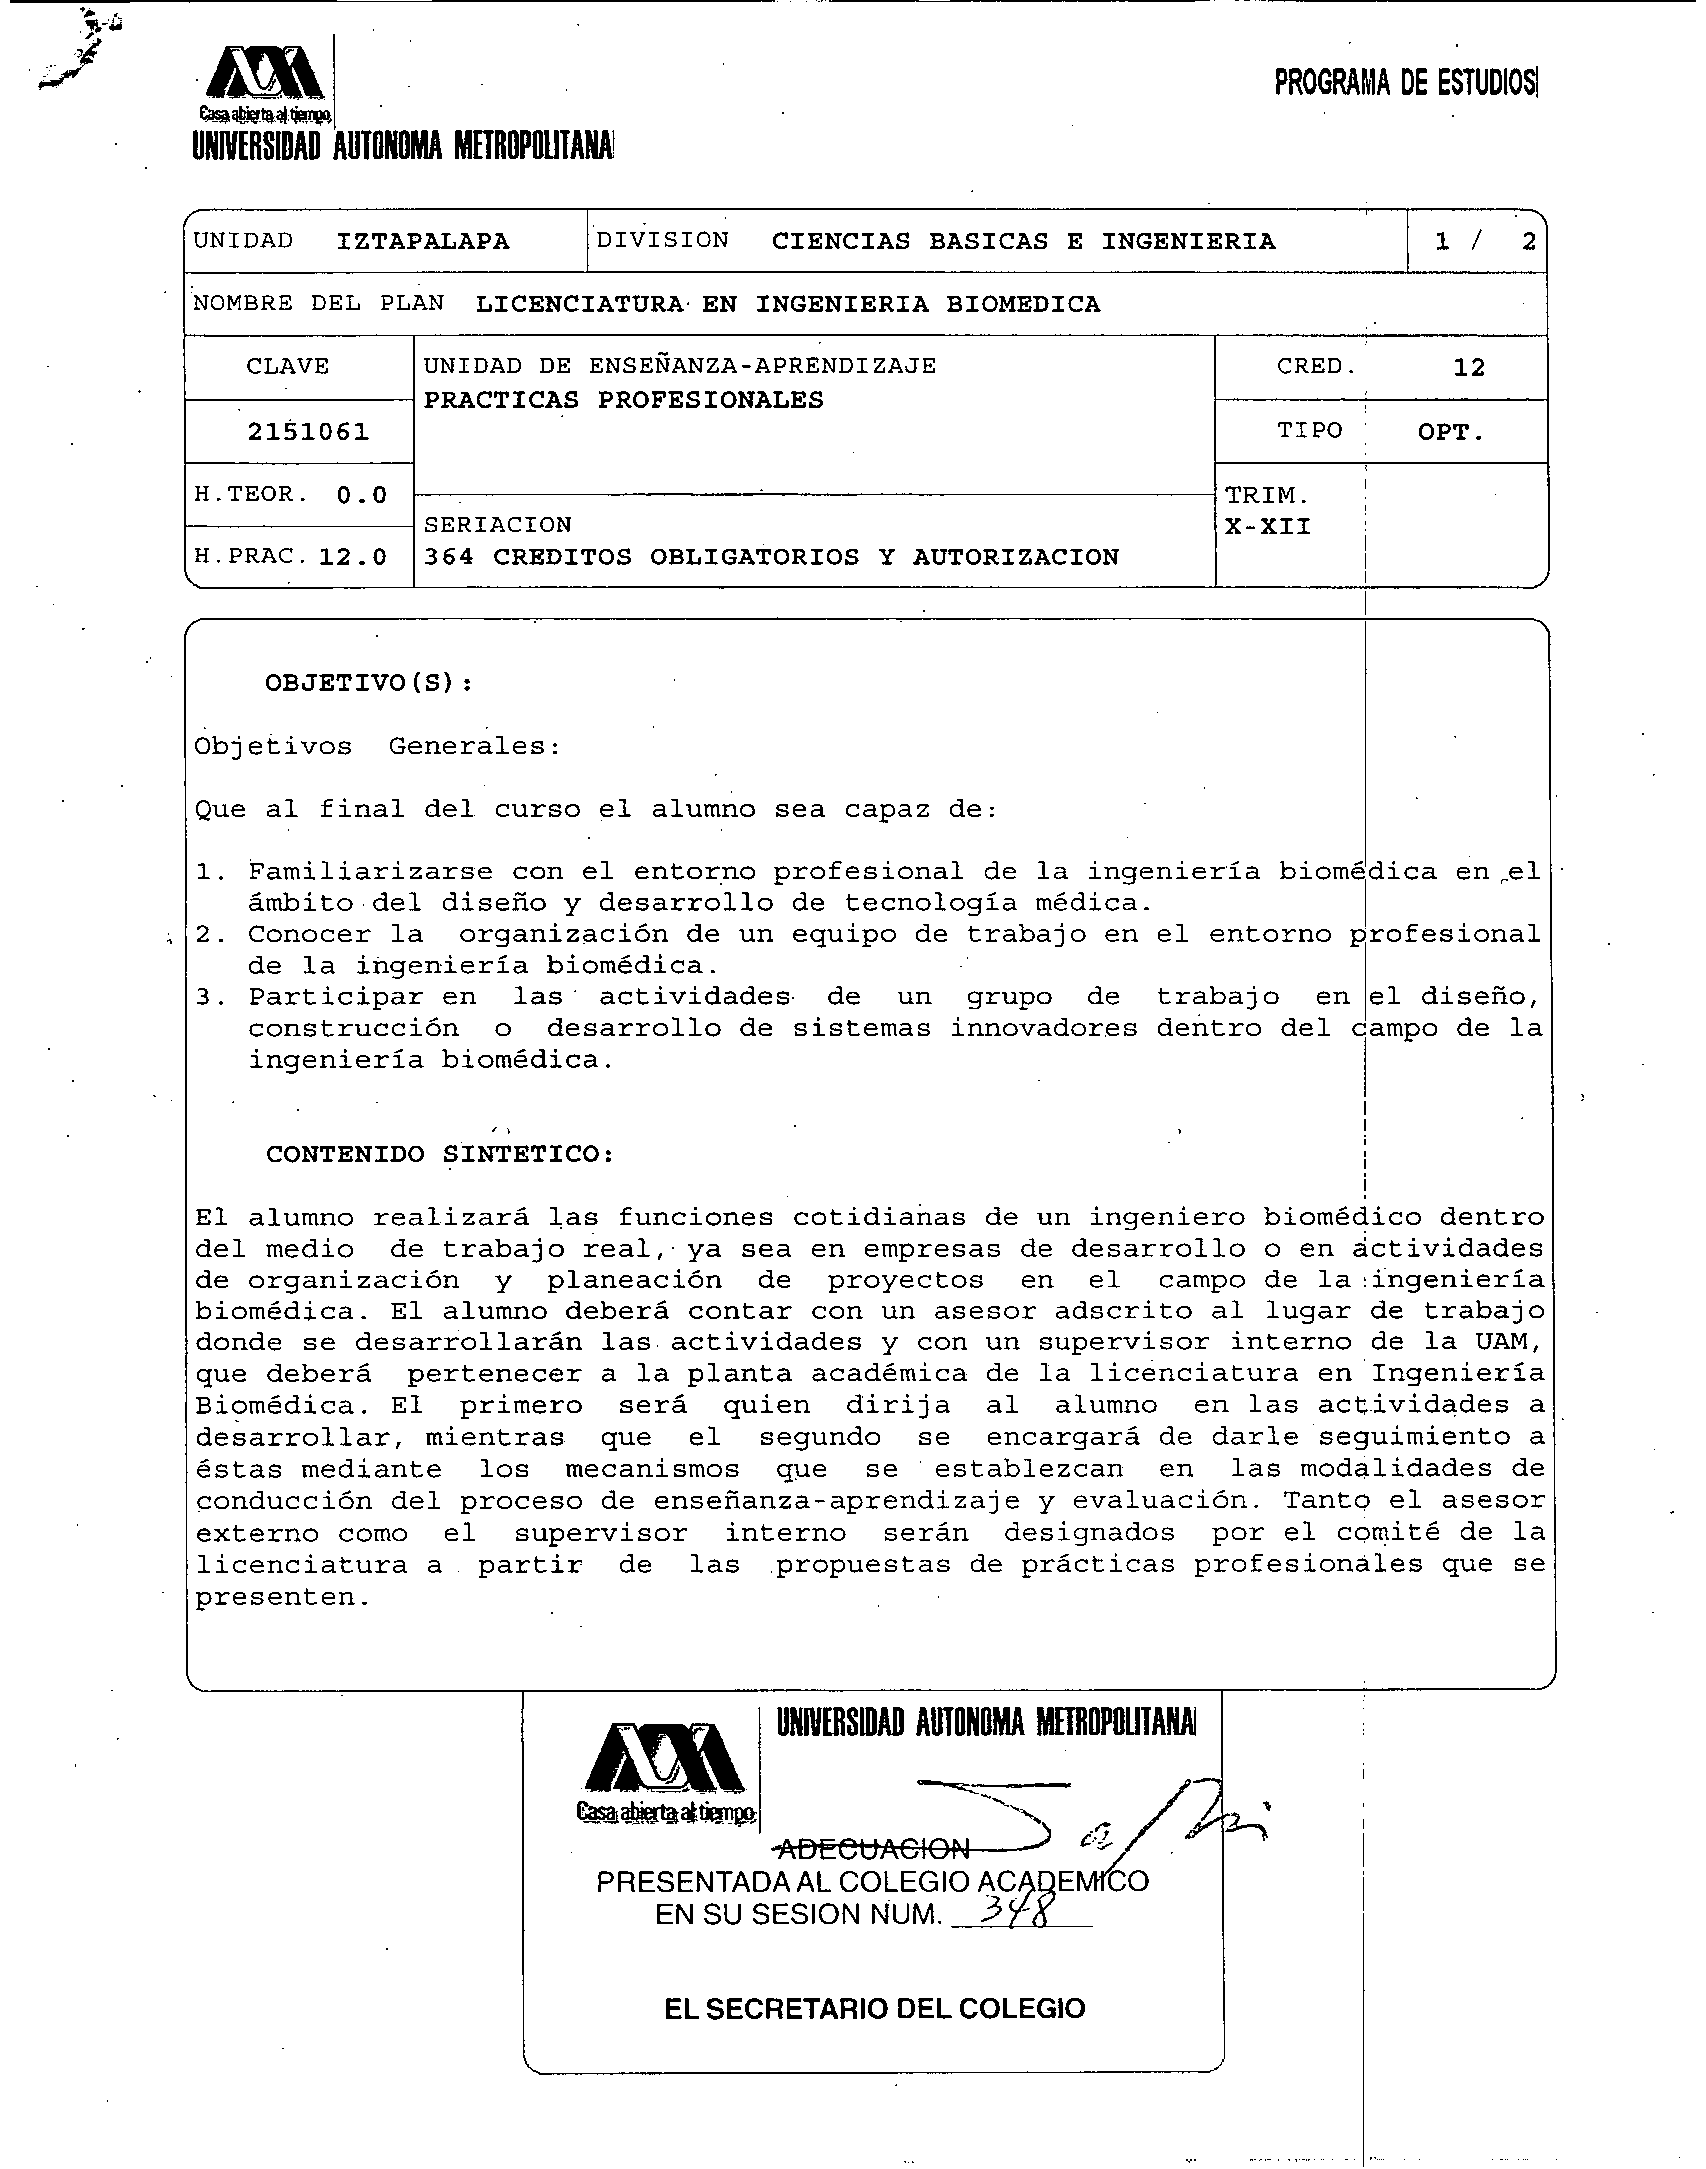 Casa abierta al tiempo
UNIVERSIDAD AUTONOMA METROPOLITANA
PROGRAMA DE ESTUDIOS
UNIDAD IZTAPALAPA DIVISION CIENCIAS BASICAS E INGENIERIA 1 / 2
NOMBRE DEL PLAN LICENCIATURA EN INGENIERIA BIOMEDICA
CLAVE UNIDAD DE ENSEÑANZA-APRENDIZAJE CRED. 12
PRACTICAS PROFESIONALES
2151061 TIPO OPT.
H.TEOR. 0.0 TRIM.
SERIACION X-XII
H.PRAC. 12.0 364 CREDITOS OBLIGATORIOS Y AUTORIZACION
OBJETIVO(S):
Objetivos Generales:
Que al final del curso el alumno sea capaz de:
1. Familiarizarse con el entorno profesional de la ingeniería biomédica en el
ámbito del diseño y desarrollo de tecnología médica.
2. Conocer la organización de un equipo de trabajo en el entorno profesional
de la ingeniería biomédica.
3. Participar en las actividades de un grupo de trabajo en el diseño,
construcción o desarrollo de sistemas innovadores dentro del campo de la
ingeniería biomédica.
CONTENIDO SINTETICO:
El alumno realizará las funciones cotidianas de un ingeniero biomédico dentro
del medio de trabajo real, ya sea en empresas de desarrollo o en actividades
de organización y planeación de proyectos en el campo de la ingeniería
biomédica. El alumno deberá contar con un asesor adscrito al lugar de trabajo
donde se desarrollarán las actividades y con un supervisor interno de la UAM,
que deberá pertenecer a la planta académica de la licenciatura en Ingeniería
Biomédica. El primero será quien dirija al alumno en las actividades a
desarrollar, mientras que el segundo se encargará de darle seguimiento a
éstas mediante los mecanismos que se establezcan en las modalidades de
conducción del proceso de enseñanza-aprendizaje y evaluación. Tanto el asesor
externo como el supervisor interno serán designados por el comité de la
licenciatura a partir de las propuestas de prácticas profesionales que se
presenten.
UNIVERSIDAD AUTONOMA METROPOLITANA
Casa abierta al tiempo
ADECUACION
PRESENTADA AL COLEGIO ACADEMICO
EN SU SESION NUM. 348
EL SECRETARIO DEL COLEGIO